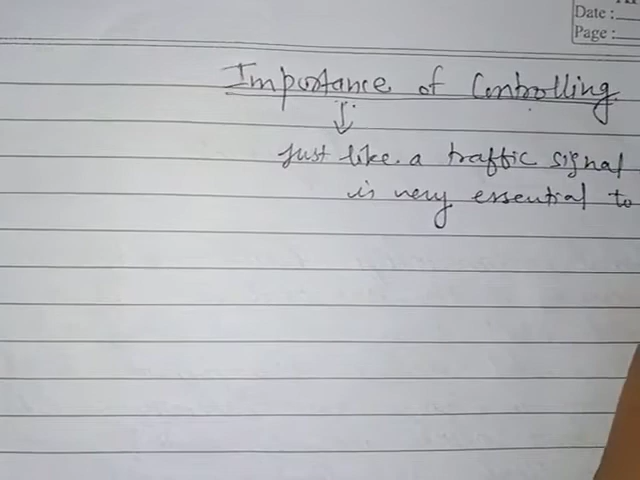 Date :
Page :
Importance of Controlling
Just like a traffic signal
is very essential to